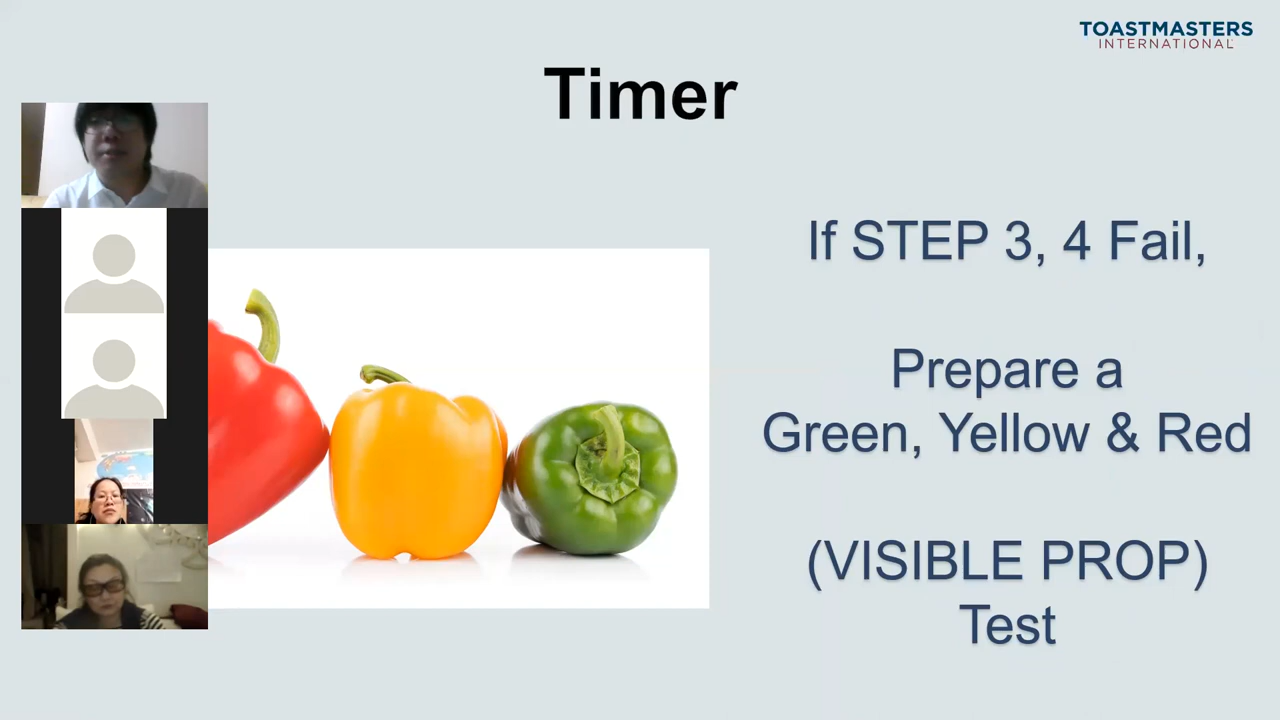 TOASTMASTERS
INTERNATIONAL
Timer
If STEP 3, 4 Fail,
Prepare a
Green, Yellow & Red
(VISIBLE PROP)
Test